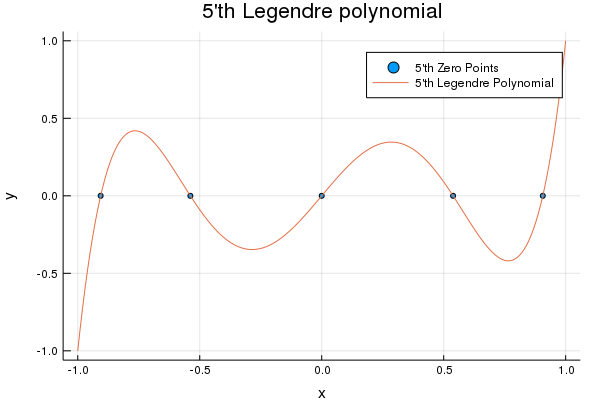 5'th Legendre polynomial
5'th Zero Points
5'th Legendre Polynomial
1.0
0.5
0.0
-0.5
-1.0
y
-1.0 -0.5 0.0 0.5 1.0
x